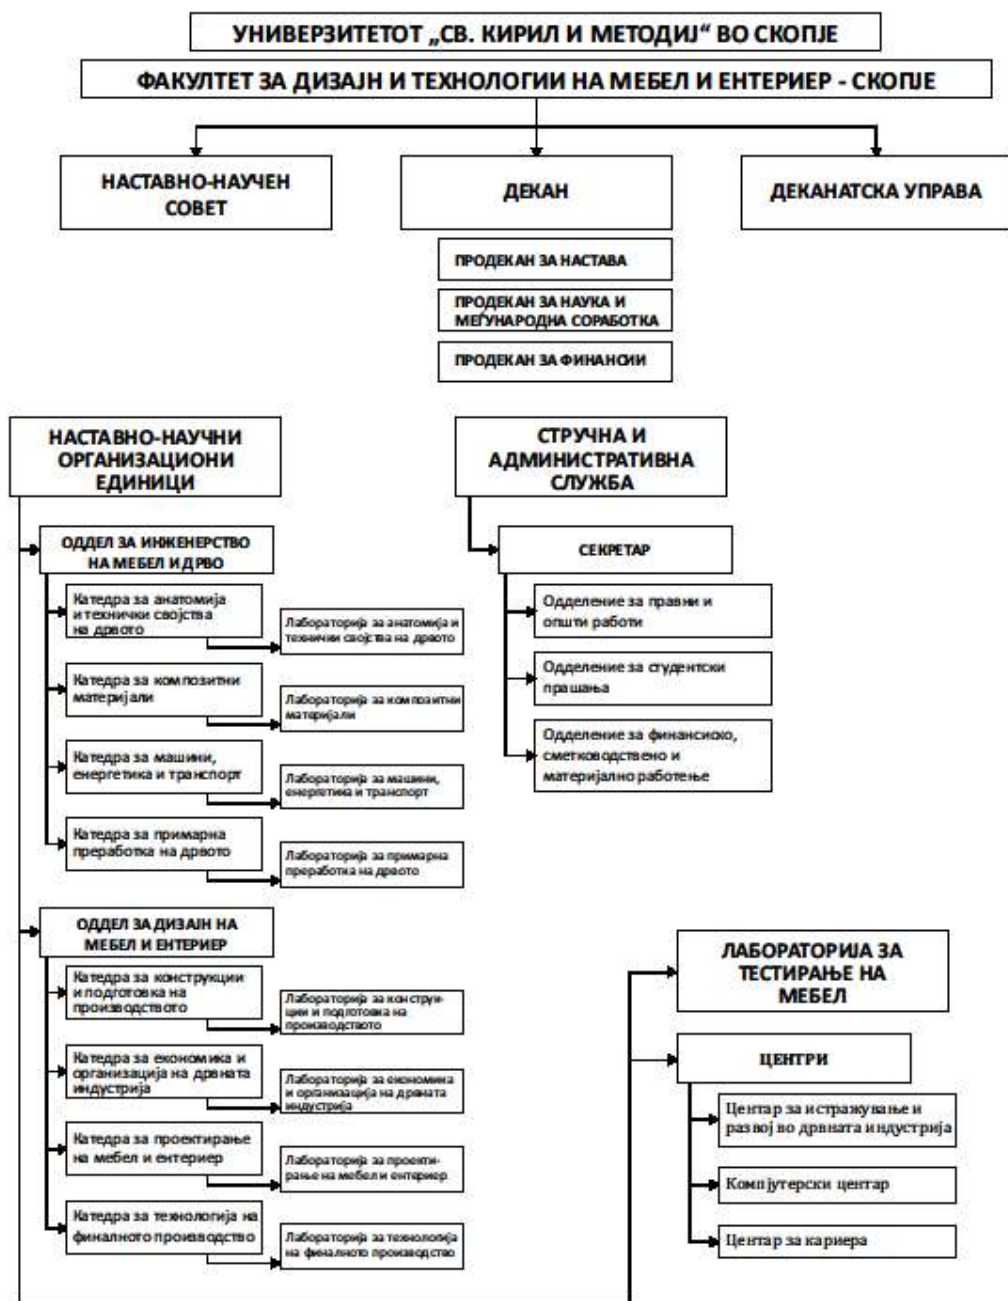 УНИВЕРЗИТЕТОТ „СВ. КИРИЛ И МЕТОДИЈ“ ВО СКОПЈЕ
ФАКУЛТЕТ ЗА ДИЗАЈН И ТЕХНОЛОГИИ НА МЕБЕЛ И ЕНТЕРИЕР - СКОПЈЕ
НАСТАВНО-НАУЧЕН
СОВЕТ
ДЕКАН
ДЕКАНАТСКА УПРАВА
ПРОДЕКАН ЗА НАСТАВА
ПРОДЕКАН ЗА НАУКА И
МЕЃУНАРОДНА СОРАБОТКА
ПРОДЕКАН ЗА ФИНАНСИИ
НАСТАВНО-НАУЧНИ
ОРГАНИЗАЦИОНИ
ЕДИНИЦИ
ОДДЕЛ ЗА ИНЖЕНЕРСТВО
НА МЕБЕЛ И ДРВО
Катедра за анатомија
и технички својства
на дрвото
Лабораторија за анатомија и
технички својства на дрвото
Катедра за композитни
материјали
Лабораторија за композитни
материјали
Катедра за машини,
енергетика и транспорт
Лабораторија за машини,
енергетика и транспорт
Катедра за примарна
преработка на дрвото
Лабораторија за примарна
преработка на дрвото
ОДДЕЛ ЗА ДИЗАЈН НА
МЕБЕЛ И ЕНТЕРИЕР
Катедра за конструкции
и подготовка на
производството
Лабораторија за конструк-
ции и подготовка на
производството
Катедра за економика и
организација на дрвната
индустрија
Лабораторија за економика
и организација на дрвната
индустрија
Катедра за проектирање
на мебел и ентериер
Лабораторија за проекти-
рање на мебел и ентериер
Катедра за технологија на
финалното производство
Лабораторија за технологија
на финалното производство
СТРУЧНА И
АДМИНИСТРАТИВНА
СЛУЖБА
СЕКРЕТАР
Одделение за правни и
општи работи
Одделение за студентски
прашања
Одделение за финансиско,
сметководствено и
материјално работење
ЛАБОРАТОРИЈА ЗА
ТЕСТИРАЊЕ НА
МЕБЕЛ
ЦЕНТРИ
Центар за истражување и
развој во дрвната индустрија
Компјутерски центар
Центар за кариера